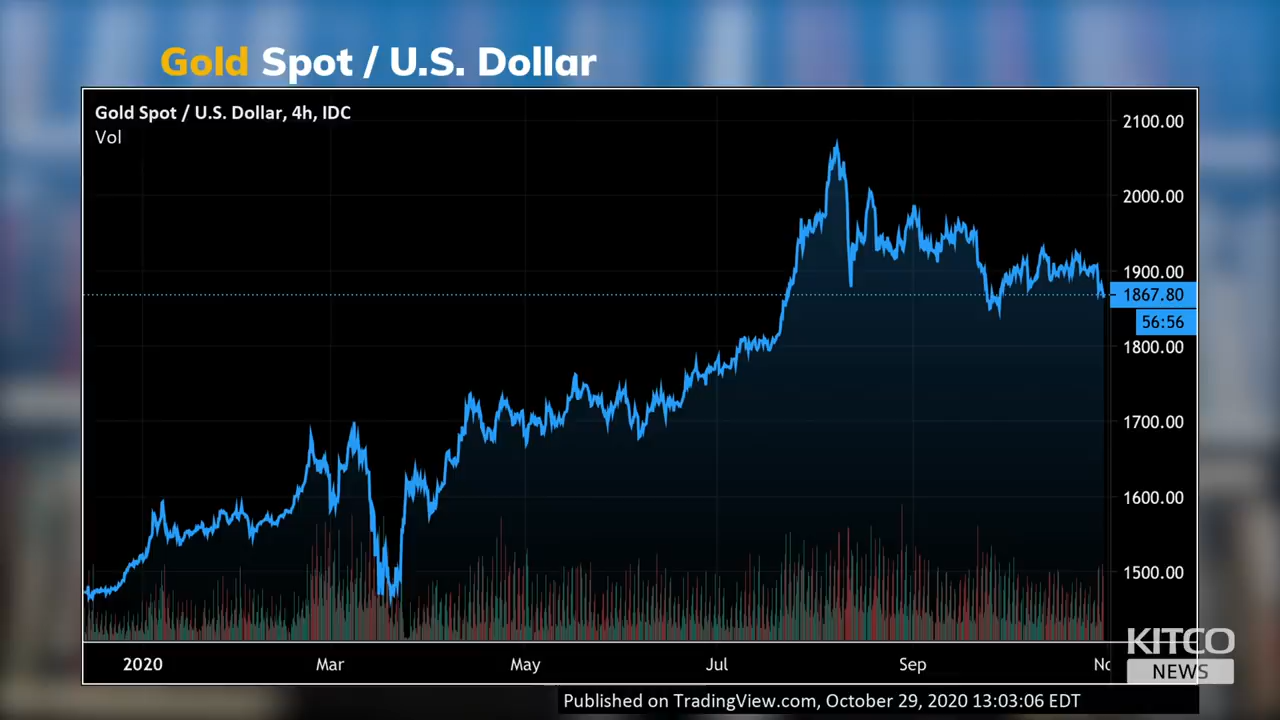 Gold Spot / U.S. Dollar
Gold Spot / U.S. Dollar, 4h, IDC
Vol
2100.00
2000.00
1900.00
1867.80
56:56
1800.00
1700.00
1600.00
1500.00
2020 Mar May Jul Sep
KITCO
NEWS
Published on TradingView.com, October 29, 2020 13:03:06 EDT